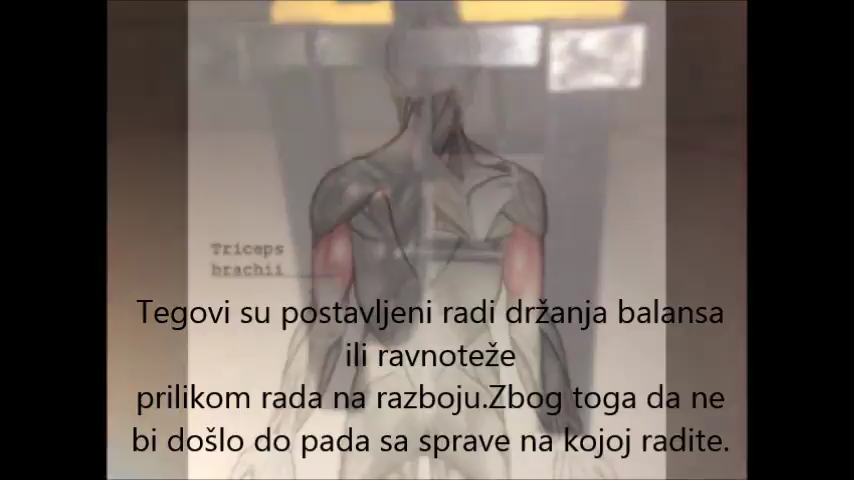 Triceps
brachii
Tegovi su postavljeni radi držanja balansa
ili ravnoteže
prilikom rada na razboju.Zbog toga da ne
bi došlo do pada sa sprave na kojoj radite.